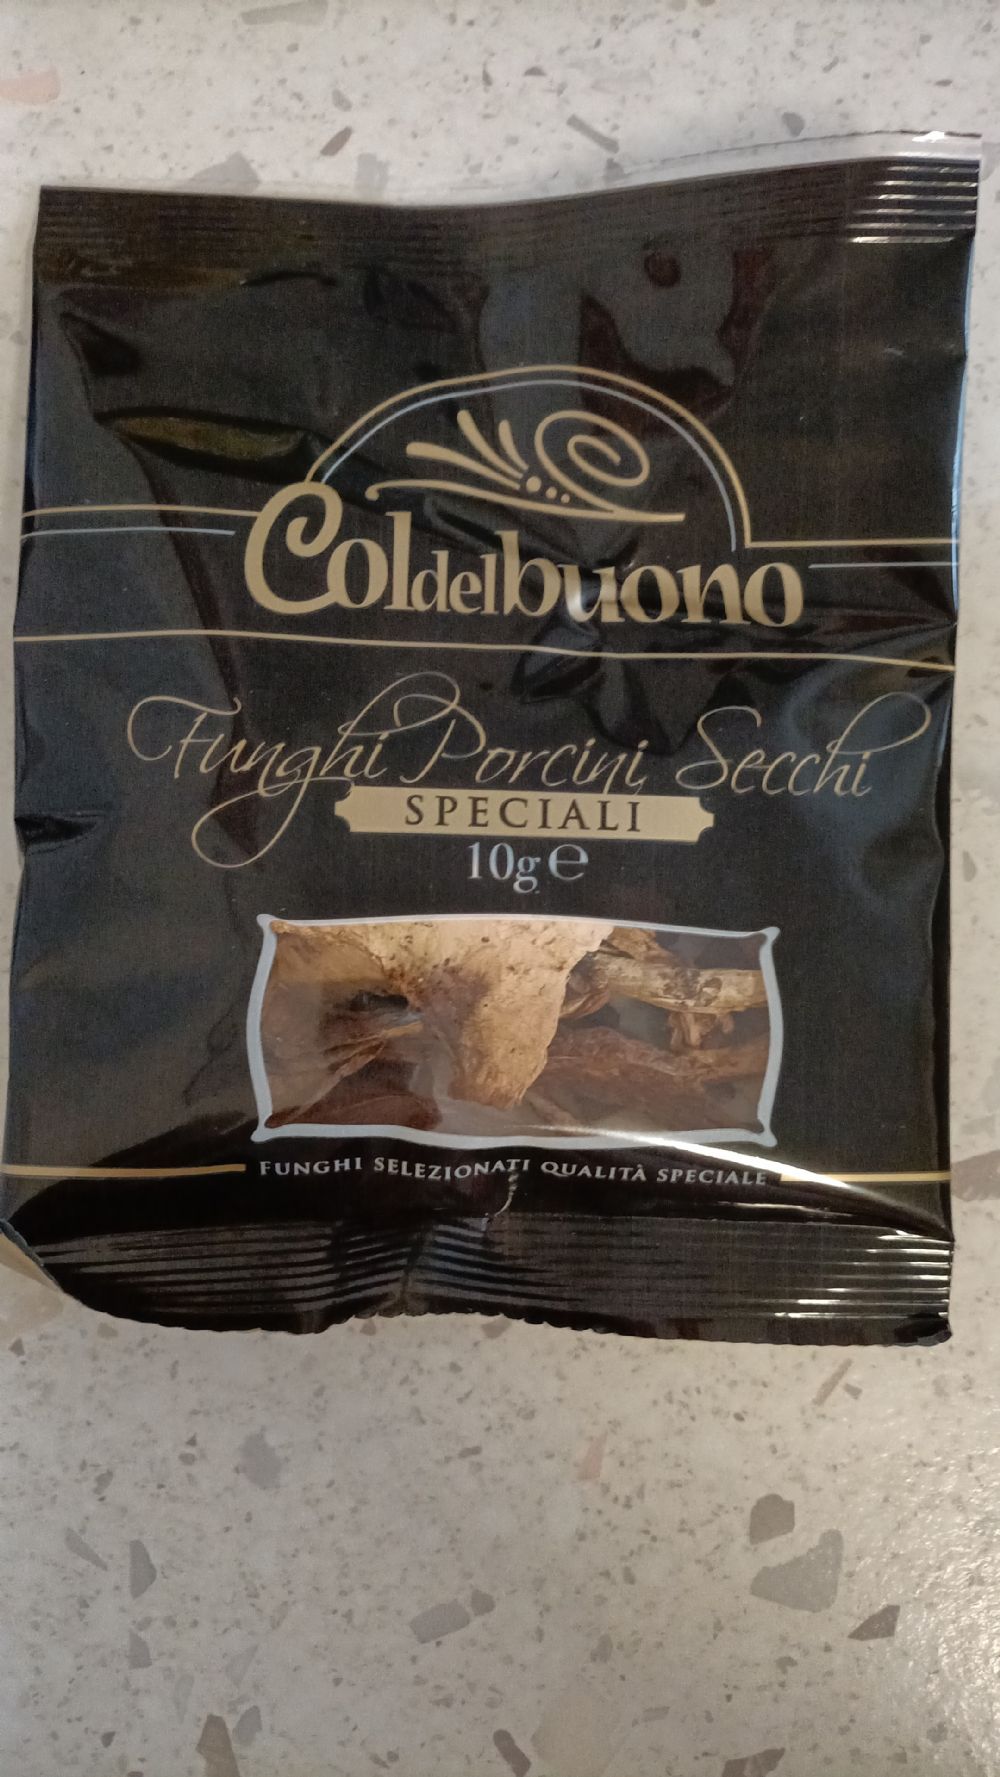 Coldelbuono
Funghi Porcini Secchi
SPECIALI
10g ℮
FUNGHI SELEZIONATI QUALITÀ SPECIALE